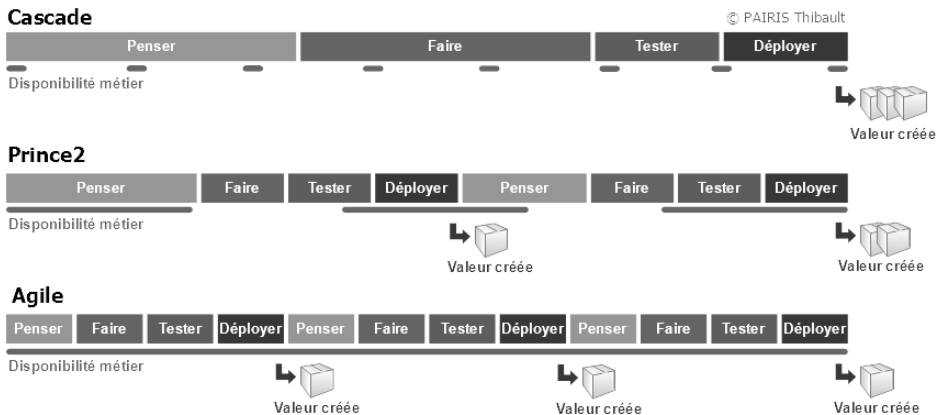 Cascade
© PAIRIS Thibault
Penser Faire Tester Déployer
Disponibilité métier
Valeur créée
Prince2
Penser Faire Tester Déployer Penser Faire Tester Déployer
Disponibilité métier
Valeur créée Valeur créée
Agile
Penser Faire Tester Déployer Penser Faire Tester Déployer Penser Faire Tester Déployer
Disponibilité métier
Valeur créée Valeur créée Valeur créée